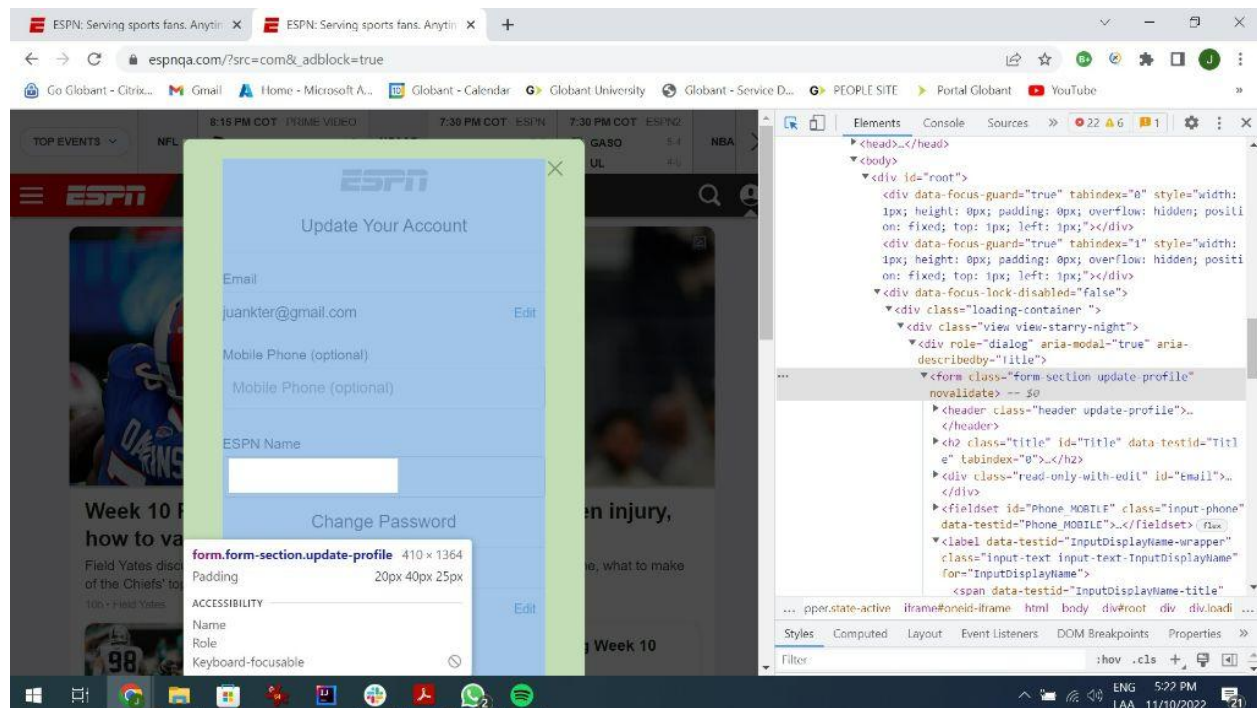 ESPN: Serving sports fans. Anytin
ESPN: Serving sports fans. Anytin
espnqa.com/?src=com&_adblock=true
Go Globant - Citrix...
Gmail
Home - Microsoft A...
Globant - Calendar
Globant University
Globant - Service D...
PEOPLE SITE
Portal Globant
YouTube
TOP EVENTS
NFL
8:15 PM COT PRIME VIDEO
7:30 PM COT ESPN
7:30 PM COT ESPN2
GASO 5-4
UL
NBA
ESPN
ESPN
Update Your Account
Email
juankter@gmail.com
Edit
Mobile Phone (optional)
Mobile Phone (optional)
ESPN Name
Change Password
Edit
Week 10
en injury,
how to va
Field Yates disc
e, what to make
of the Chiefs' to
10h • Field Yates
Week 10
98
form.form-section.update-profile 410 × 1364
Padding 20px 40px 25px
ACCESSIBILITY
Name
Role
Keyboard-focusable
Elements Console Sources » 22 6 1
<head>…</head>
<body>
<div id="root">
<div data-focus-guard="true" tabindex="0" style="width:
1px; height: 0px; padding: 0px; overflow: hidden; positi
on: fixed; top: 1px; left: 1px;"></div>
<div data-focus-guard="true" tabindex="1" style="width:
1px; height: 0px; padding: 0px; overflow: hidden; positi
on: fixed; top: 1px; left: 1px;"></div>
<div data-focus-lock-disabled="false">
<div class="loading-container ">
<div class="view view-starry-night">
<div role="dialog" aria-modal="true" aria-
describedby="Title">
<form class="form-section update-profile"
novalidate> == $0
<header class="header update-profile">…
</header>
<h2 class="title" id="Title" data-testid="Titl
e" tabindex="0">…</h2>
<div class="read-only-with-edit" id="Email">…
</div>
<fieldset id="Phone_MOBILE" class="input-phone"
data-testid="Phone_MOBILE">…</fieldset> flex
<label data-testid="InputDisplayName-wrapper"
class="input-text input-text-InputDisplayName"
for="InputDisplayName">
<span data-testid="InputDisplayName-title"
... pper.state-active iframe#oneid-iframe html body div#root div div.loadi ...
Styles Computed Layout Event Listeners DOM Breakpoints Properties »
Filter :hov .cls +
ENG 5:22 PM
LAA 11/10/2022
21